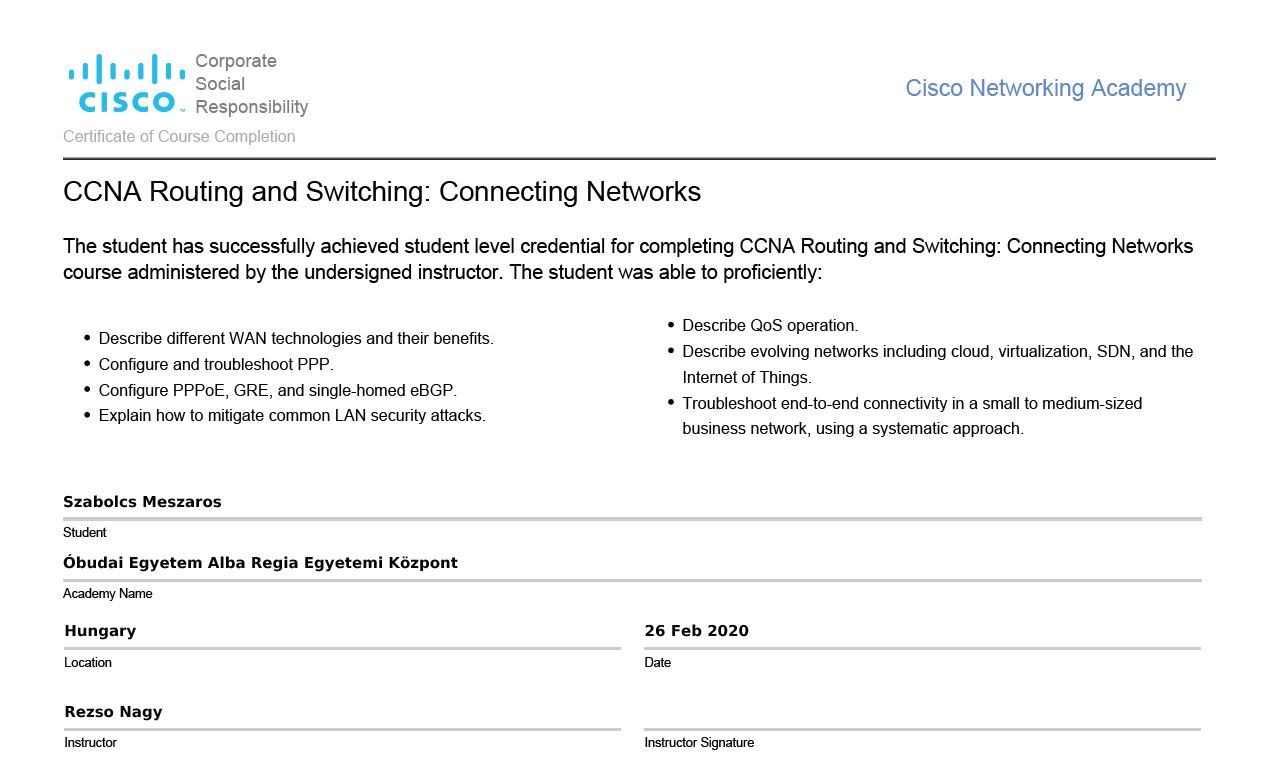 Corporate
Social
Responsibility
CISCO™
Cisco Networking Academy
Certificate of Course Completion
CCNA Routing and Switching: Connecting Networks
The student has successfully achieved student level credential for completing CCNA Routing and Switching: Connecting Networks
course administered by the undersigned instructor. The student was able to proficiently:
• Describe different WAN technologies and their benefits.
• Configure and troubleshoot PPP.
• Configure PPPoE, GRE, and single-homed eBGP.
• Explain how to mitigate common LAN security attacks.
• Describe QoS operation.
• Describe evolving networks including cloud, virtualization, SDN, and the
Internet of Things.
• Troubleshoot end-to-end connectivity in a small to medium-sized
business network, using a systematic approach.
Szabolcs Meszaros
Student
Óbudai Egyetem Alba Regia Egyetemi Központ
Academy Name
Hungary
Location
26 Feb 2020
Date
Rezso Nagy
Instructor
Instructor Signature